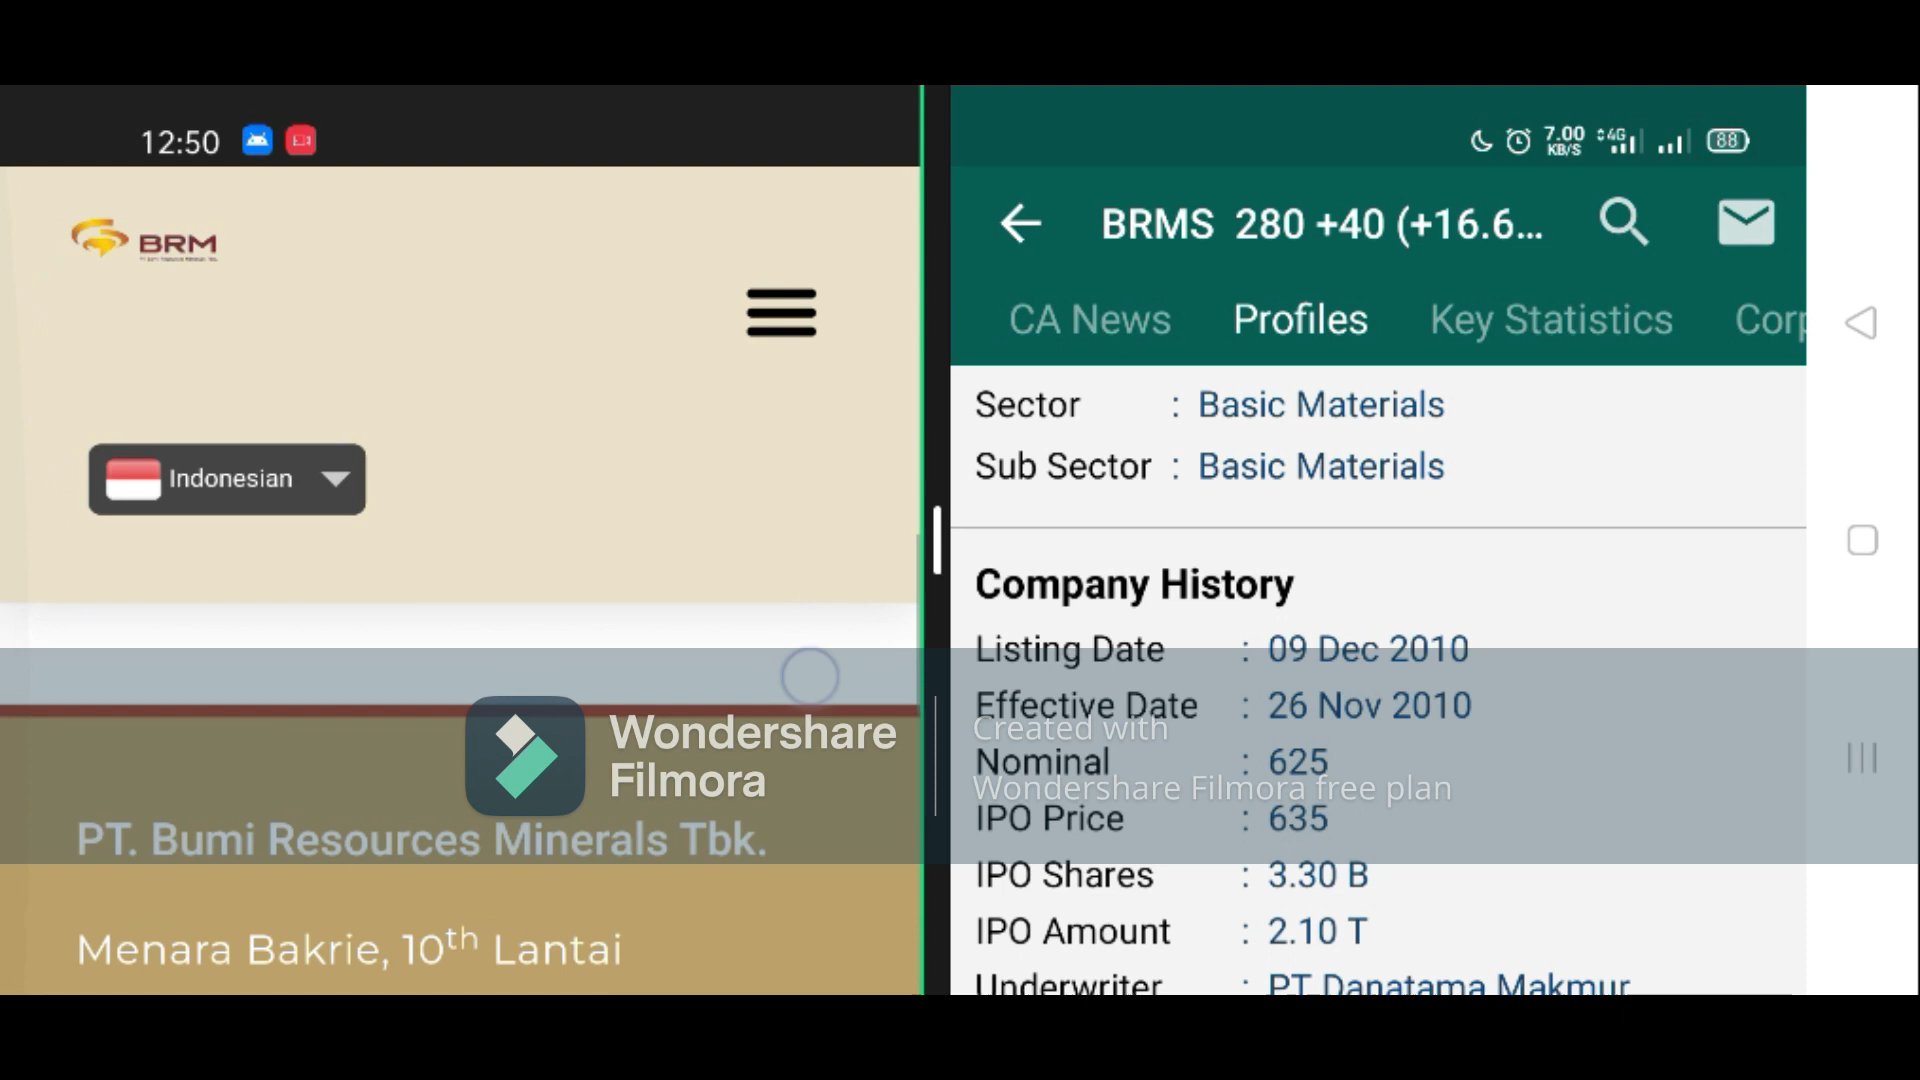 12:50
BRM
Indonesian
PT. Bumi Resources Minerals Tbk.
Menara Bakrie, 10th Lantai
7.00
KB/S
4G
88
BRMS 280 +40 (+16.6...
CA News Profiles Key Statistics Corp
Sector : Basic Materials
Sub Sector : Basic Materials
Company History
Listing Date : 09 Dec 2010
Effective Date : 26 Nov 2010
Nominal : 625
IPO Price : 635
IPO Shares : 3.30 B
IPO Amount : 2.10 T
Underwriter : PT Danatama Makmur
Wondershare
Filmora
Created with
Wondershare Filmora free plan